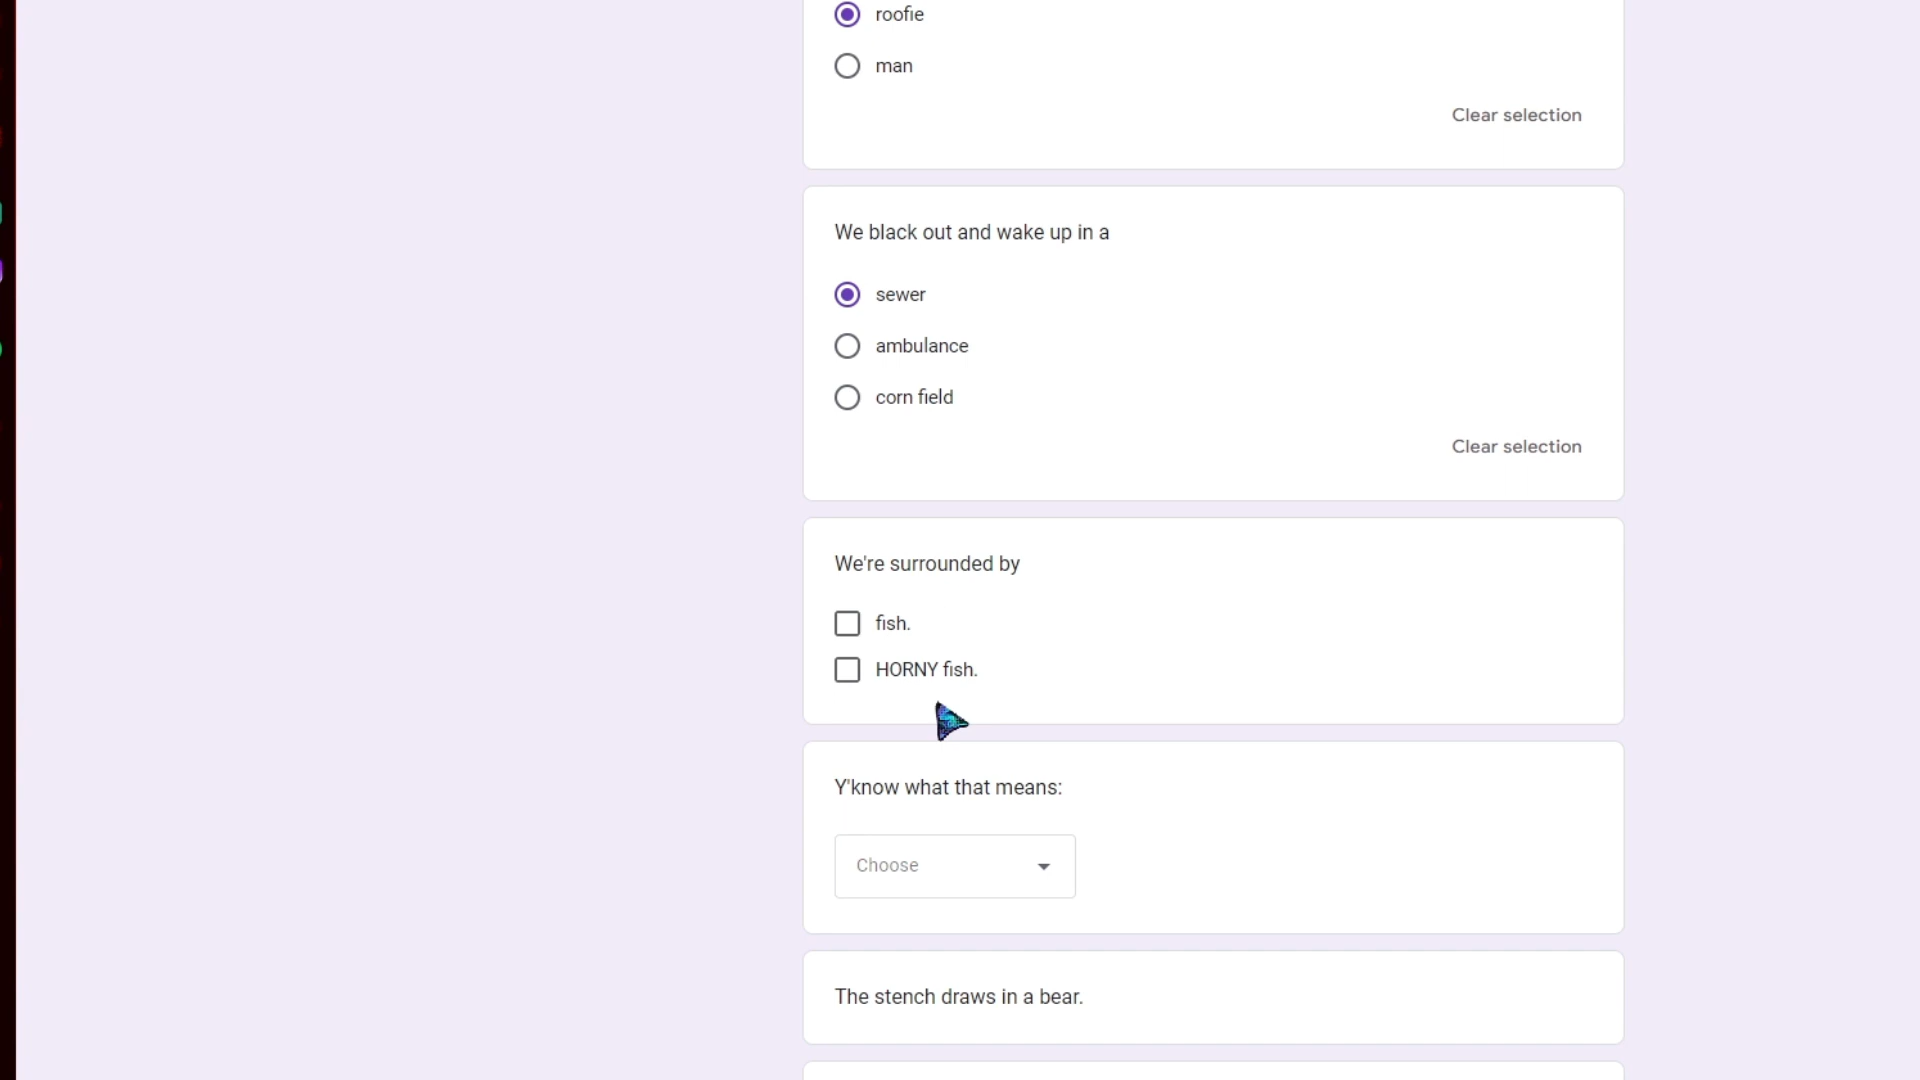 roofie
man
Clear selection
We black out and wake up in a
sewer
ambulance
corn field
Clear selection
We're surrounded by
fish.
HORNY fish.
Y'know what that means:
Choose
The stench draws in a bear.